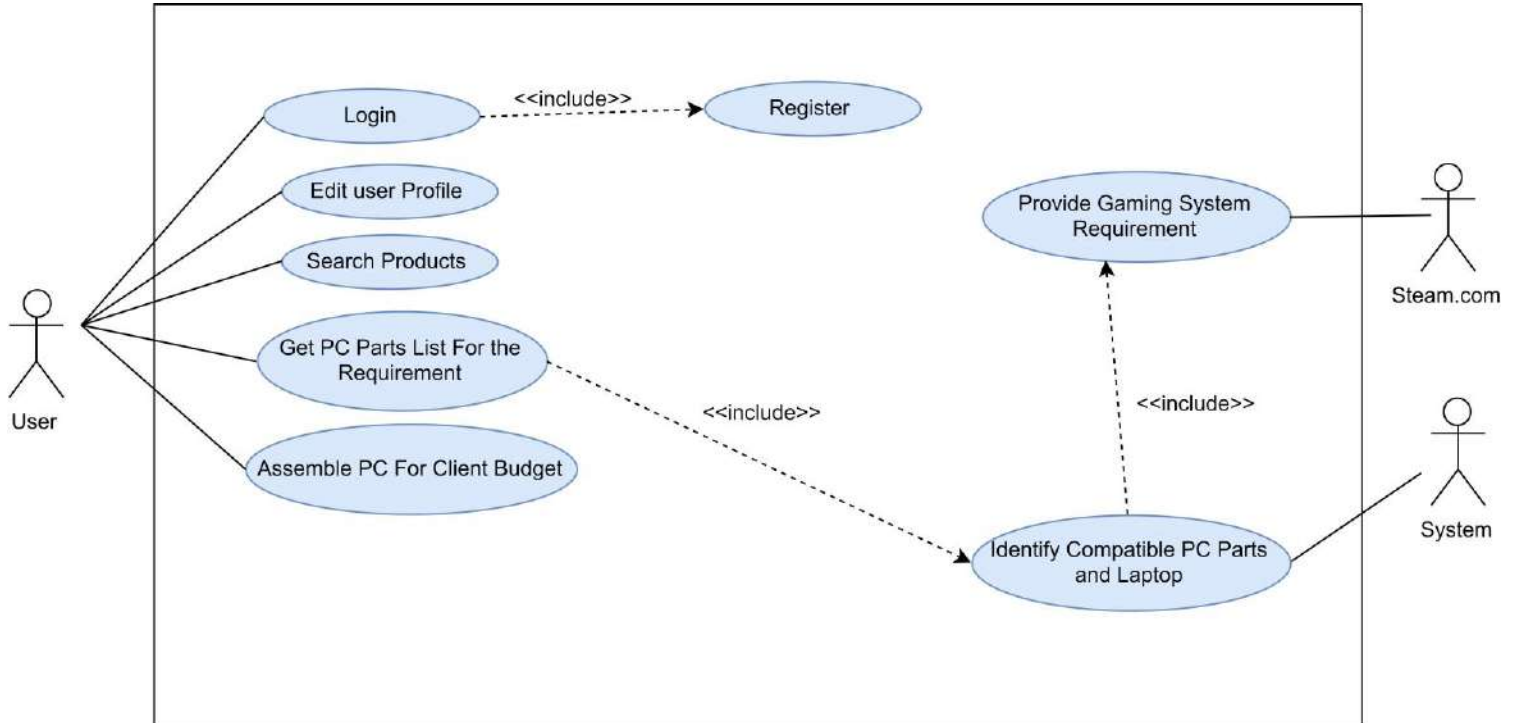 Login
<<include>>
Register
Edit user Profile
Search Products
Get PC Parts List For the
Requirement
Assemble PC For Client Budget
User
<<include>>
Provide Gaming System
Requirement
Steam.com
<<include>>
Identify Compatible PC Parts
and Laptop
System